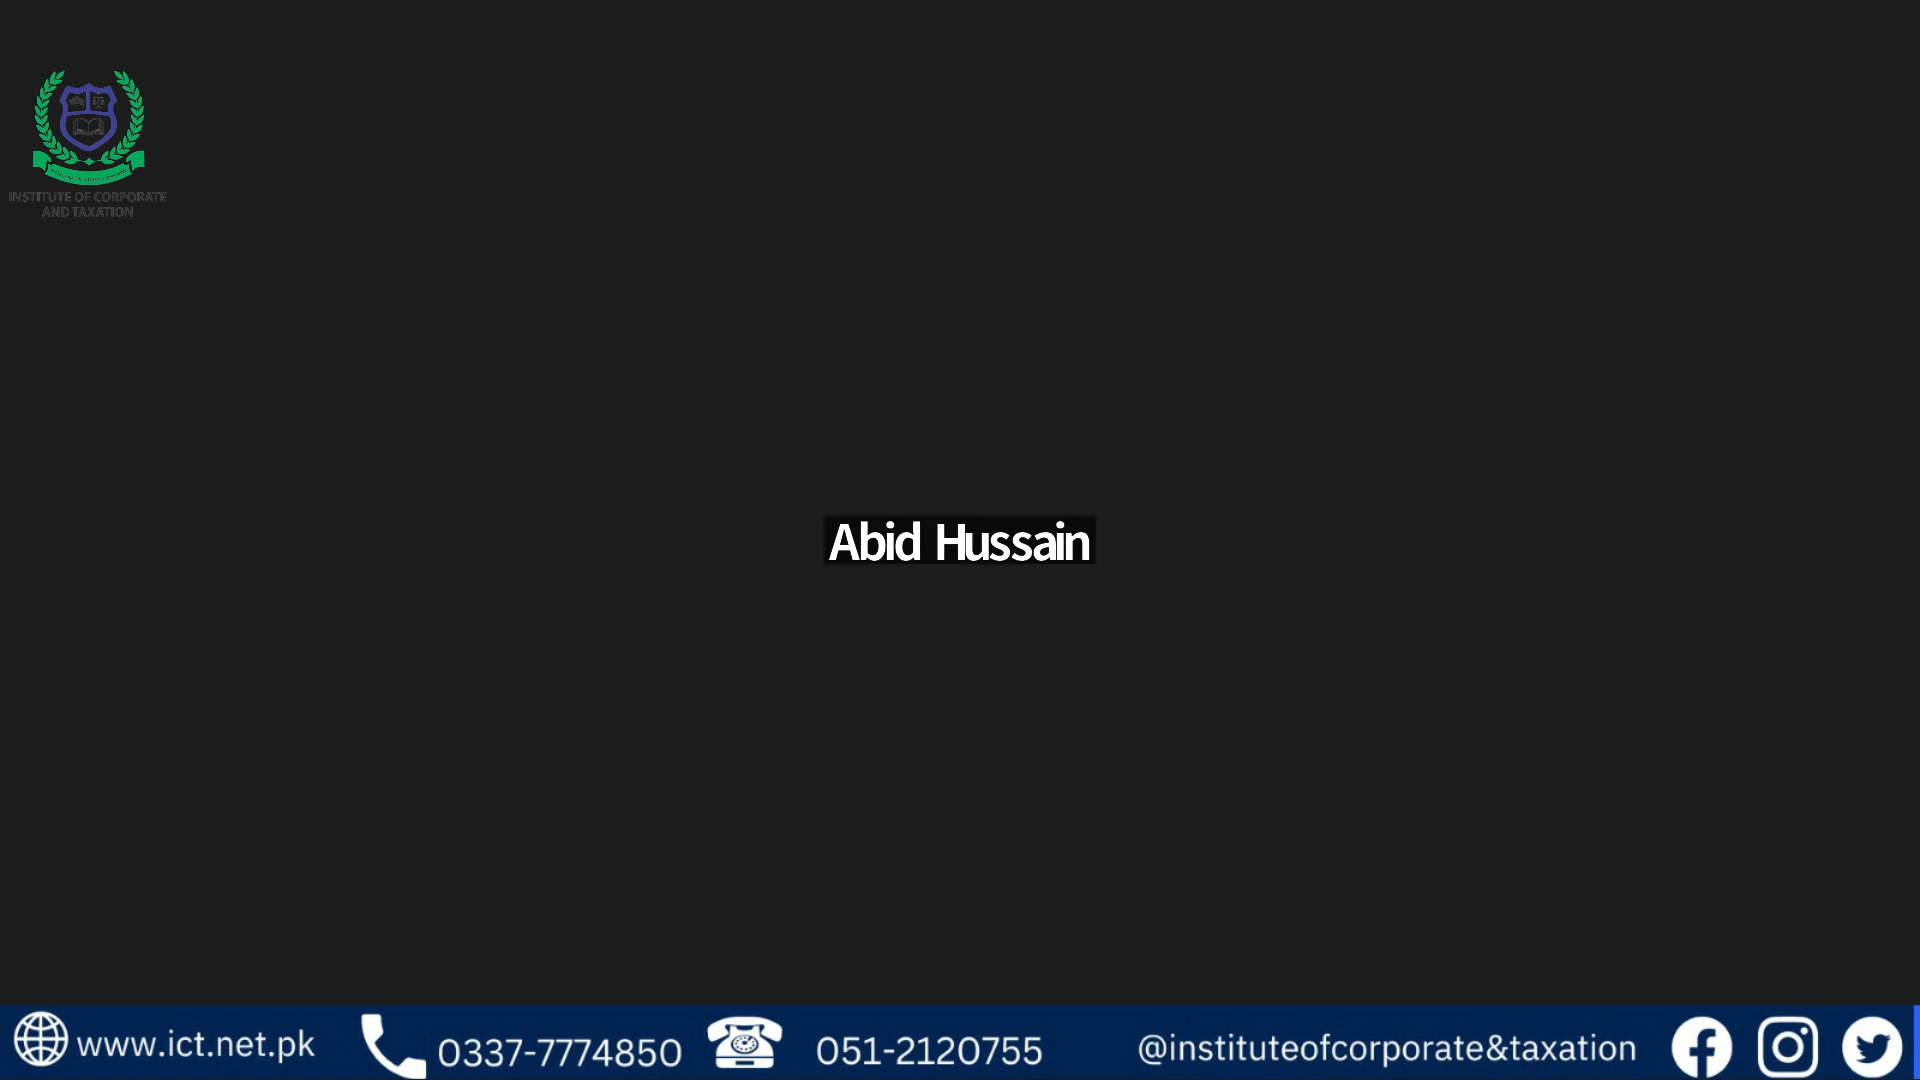 INSTITUTE OF CORPORATE
AND TAXATION
Abid Hussain
www.ict.net.pk
0337-7774850
051-2120755
@instituteofcorporate&taxation